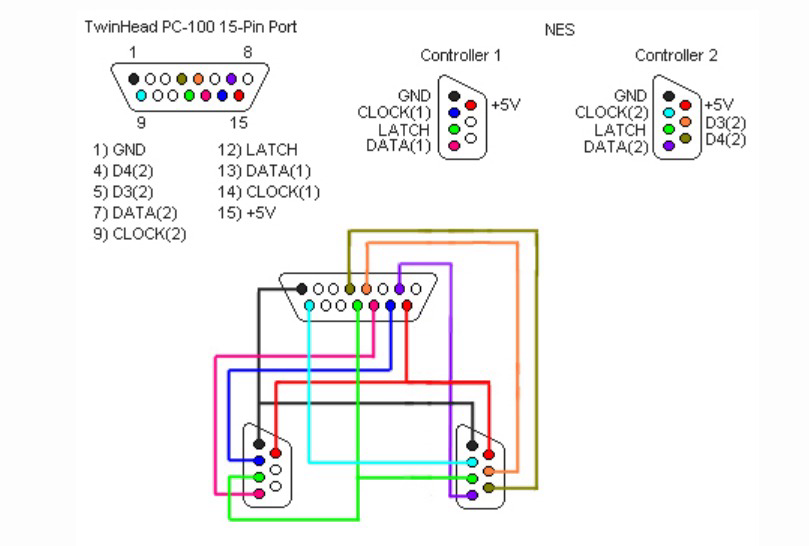 TwinHead PC-100 15-Pin Port
1 8
9 15
1) GND
4) D4(2)
5) D3(2)
7) DATA(2)
9) CLOCK(2)
12) LATCH
13) DATA(1)
14) CLOCK(1)
15) +5V
NES
Controller 1
GND
CLOCK(1)
LATCH
DATA(1)
+5V
Controller 2
GND
CLOCK(2)
LATCH
DATA(2)
+5V
D3(2)
D4(2)